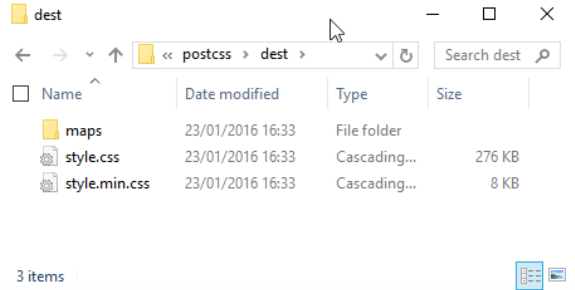 dest
« postcss > dest >
Search dest
Name Date modified Type Size
maps 23/01/2016 16:33 File folder
style.css 23/01/2016 16:33 Cascading... 276 KB
style.min.css 23/01/2016 16:33 Cascading... 8 KB
3 items